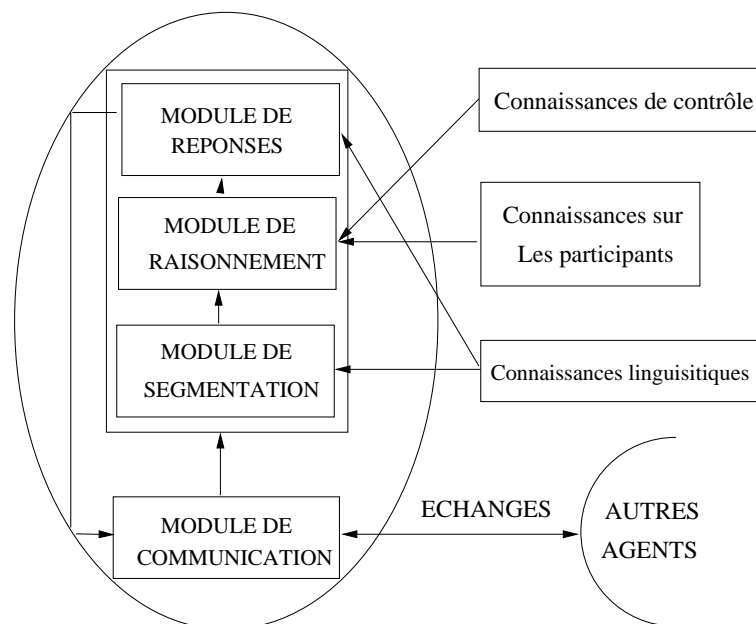 MODULE DE
REPONSES
Connaissances de contrôle
MODULE DE
RAISONNEMENT
Connaissances sur
Les participants
MODULE DE
SEGMENTATION
Connaissances linguisitiques
MODULE DE
COMMUNICATION
ECHANGES
AUTRES
AGENTS